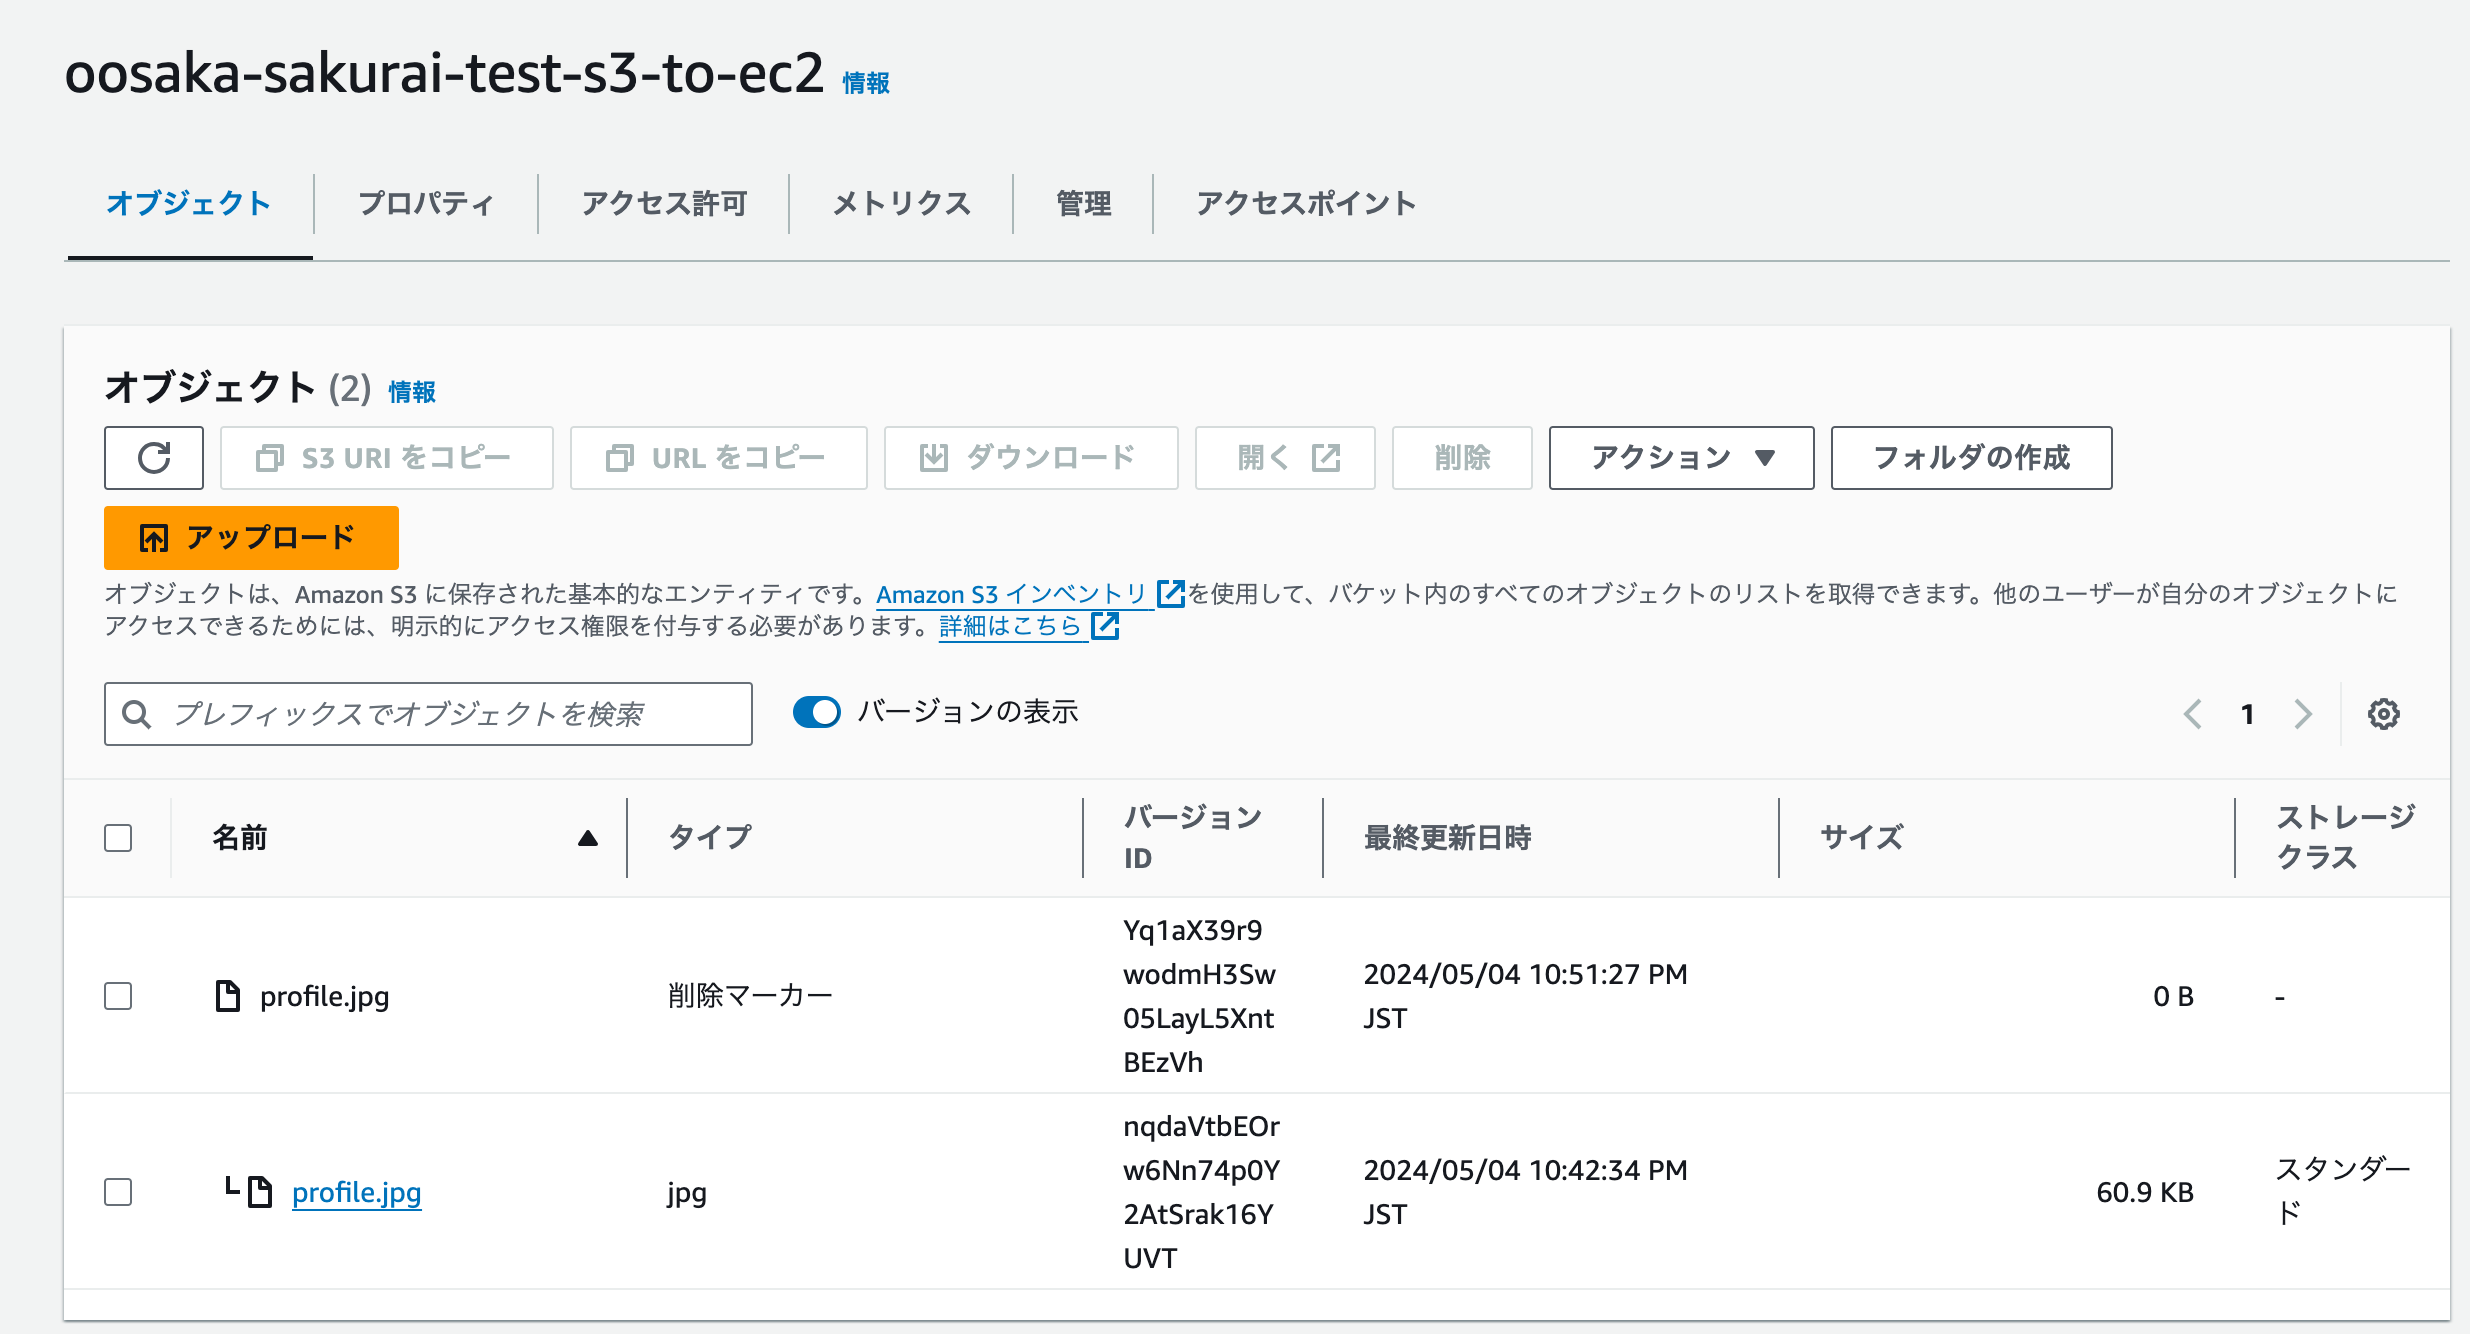 oosaka-sakurai-test-s3-to-ec2 情報
オブジェクト プロパティ アクセス許可 メトリクス 管理 アクセスポイント
オブジェクト (2) 情報
S3 URI をコピー URL をコピー ダウンロード 開く 削除 アクション フォルダの作成
アップロード
オブジェクトは、Amazon S3 に保存された基本的なエンティティです。Amazon S3 インベントリ を使用して、バケット内のすべてのオブジェクトのリストを取得できます。他のユーザーが自分のオブジェクトに
アクセスできるためには、明示的にアクセス権限を付与する必要があります。詳細はこちら
プレフィックスでオブジェクトを検索 バージョンの表示 1
名前 タイプ バージョン ID 最終更新日時 サイズ ストレージ クラス
profile.jpg 削除マーカー
Yq1aX39r9
wodmH3Sw
05LayL5Xnt
BEzVh
2024/05/04 10:51:27 PM
JST
0 B -
profile.jpg jpg
nqdaVtbEOr
w6Nn74p0Y
2AtSrak16Y
UVT
2024/05/04 10:42:34 PM
JST
60.9 KB
スタンダー
ド